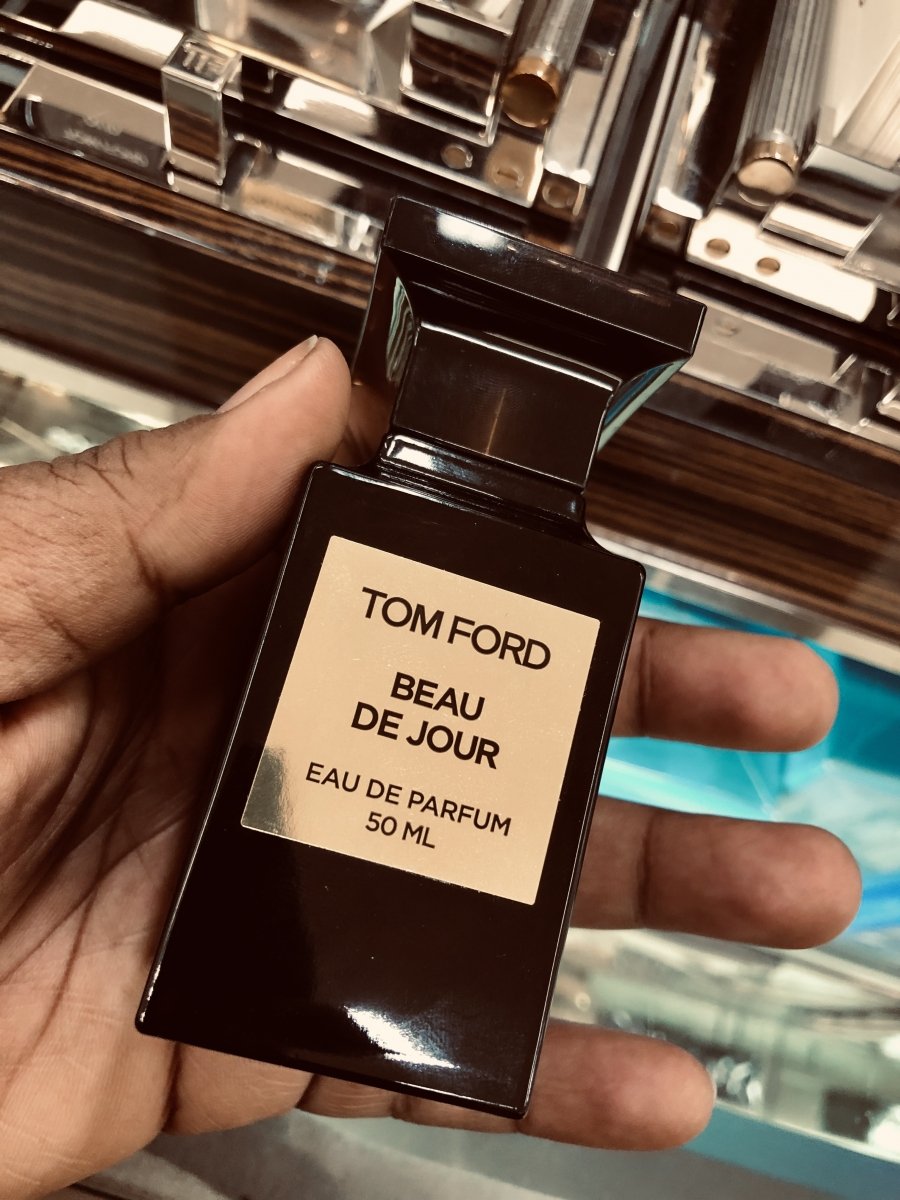 TOM FORD
BEAU
DE JOUR
EAU DE PARFUM
50 ML